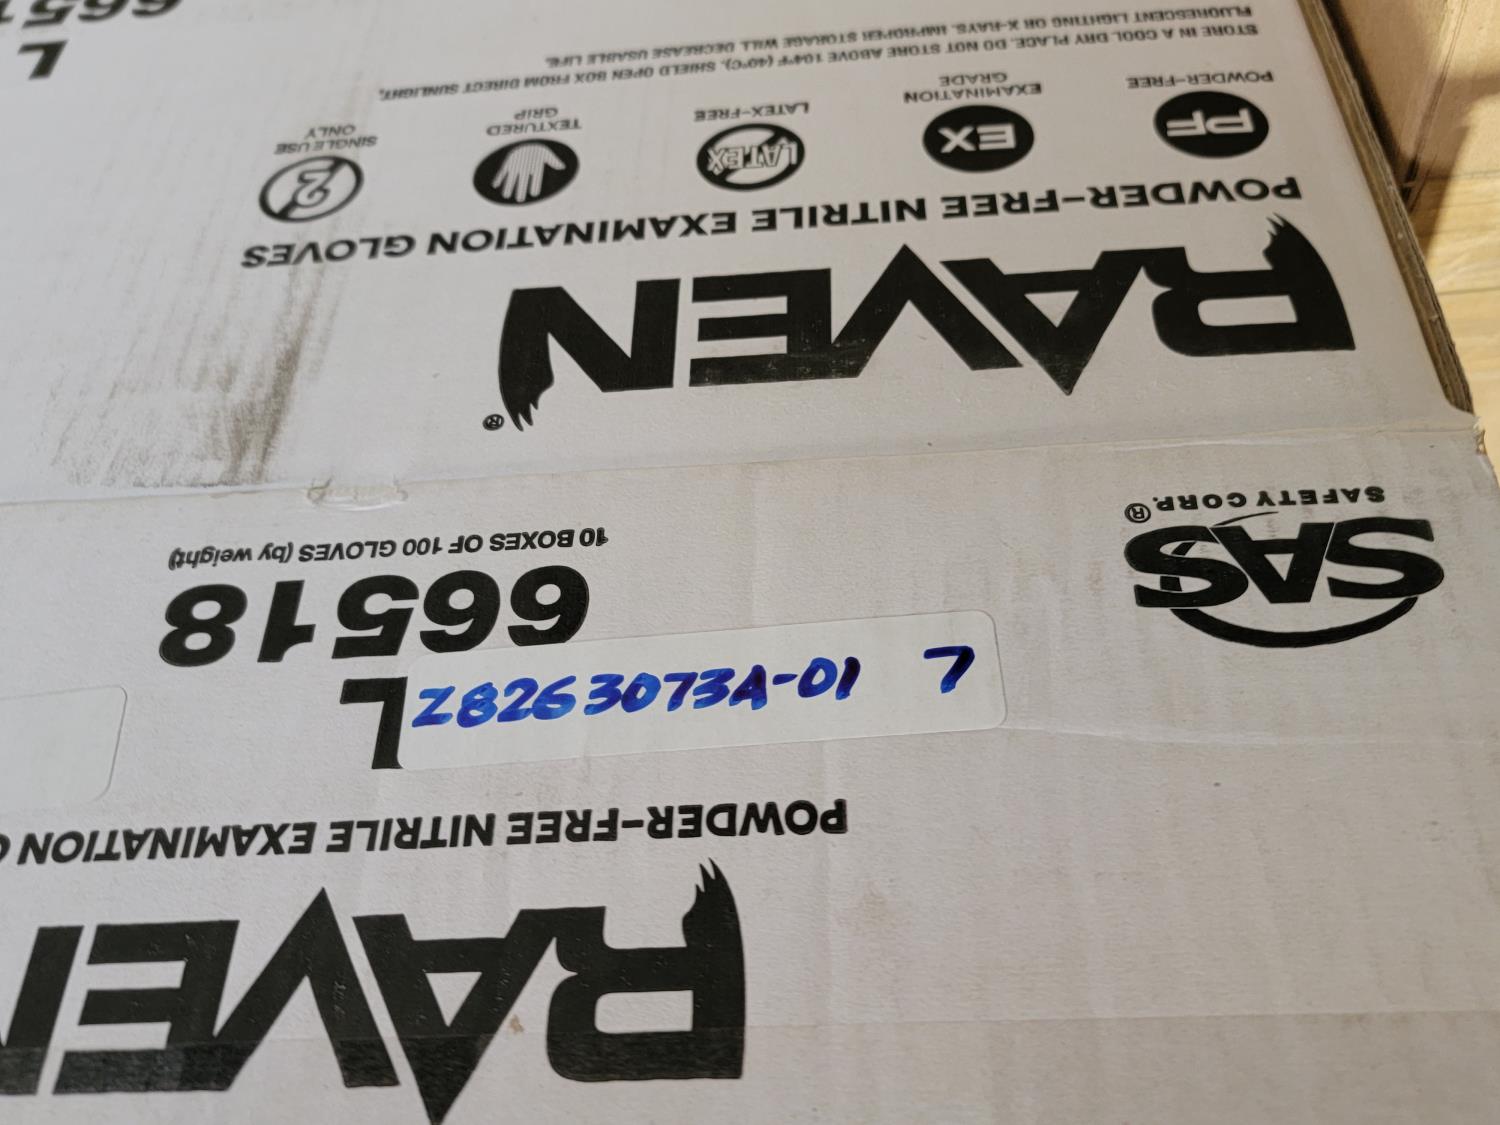 RAVEN
POWDER-FREE NITRILE EXAMINATION
L
66518
10 BOXES OF 100 GLOVES (by weight)
Z8263073A-01 7
SAS
SAFETY CORP.®
RAVEN®
POWDER-FREE NITRILE EXAMINATION GLOVES
PF
POWDER-FREE
EX
EXAMINATION
GRADE
LATEX
LATEX-FREE
TEXTURED
GRIP
2
SINGLE USE
ONLY
STORE IN A COOL DRY PLACE. DO NOT STORE ABOVE 104°F (40°C). SHIELD OPEN BOX FROM DIRECT SUNLIGHT,
FLUORESCENT LIGHTING OR X-RAYS. IMPROPER STORAGE WILL DECREASE USABLE LIFE.
L
66518